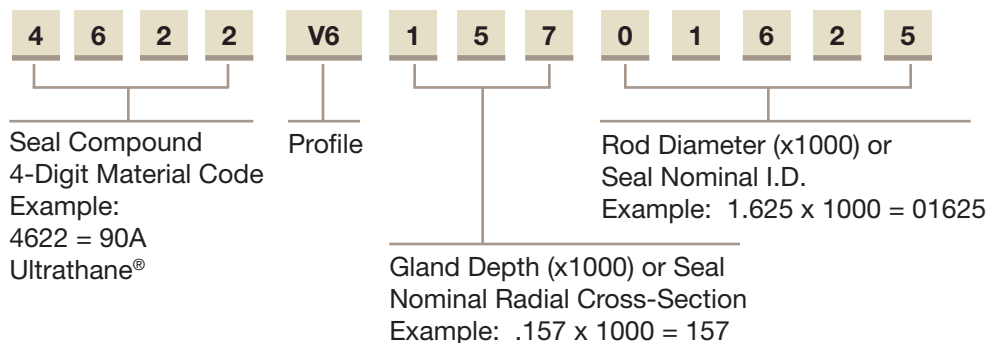 4 6 2 2 V6 1 5 7 0 1 6 2 5
Seal Compound
4-Digit Material Code
Example:
4622 = 90A
Ultrathane®
Profile
Gland Depth (x1000) or Seal
Nominal Radial Cross-Section
Example: .157 x 1000 = 157
Rod Diameter (x1000) or
Seal Nominal I.D.
Example: 1.625 x 1000 = 01625